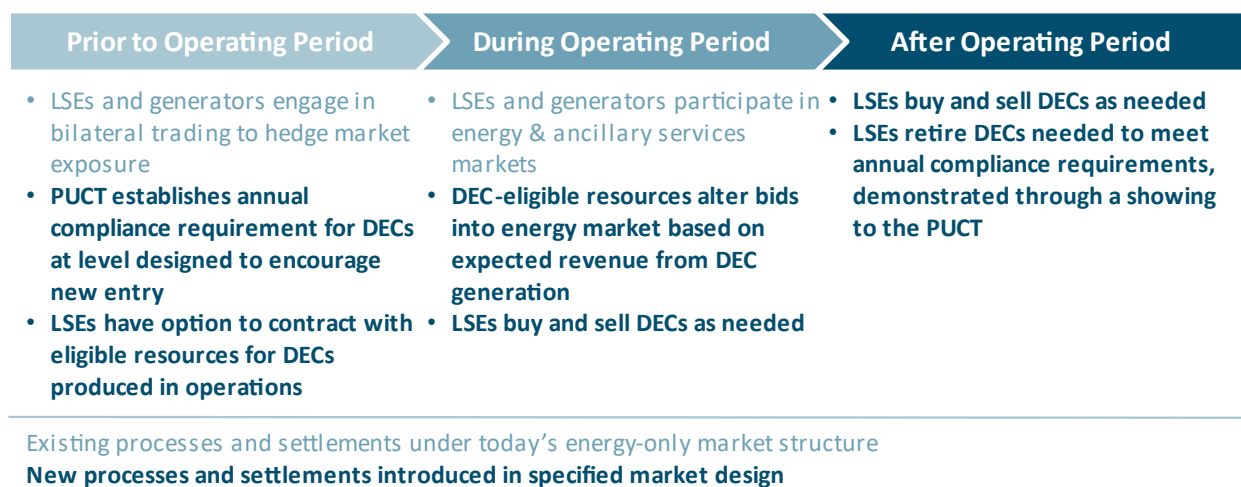 Prior to Operating Period
During Operating Period
After Operating Period
• LSEs and generators engage in
bilateral trading to hedge market
exposure
• PUCT establishes annual
compliance requirement for DECs
at level designed to encourage
new entry
• LSEs have option to contract with
eligible resources for DECs
produced in operations
• LSEs and generators participate in
energy & ancillary services
markets
• DEC-eligible resources alter bids
into energy market based on
expected revenue from DEC
generation
• LSEs buy and sell DECs as needed
• LSEs buy and sell DECs as needed
• LSEs retire DECs needed to meet
annual compliance requirements,
demonstrated through a showing
to the PUCT
Existing processes and settlements under today's energy-only market structure
New processes and settlements introduced in specified market design